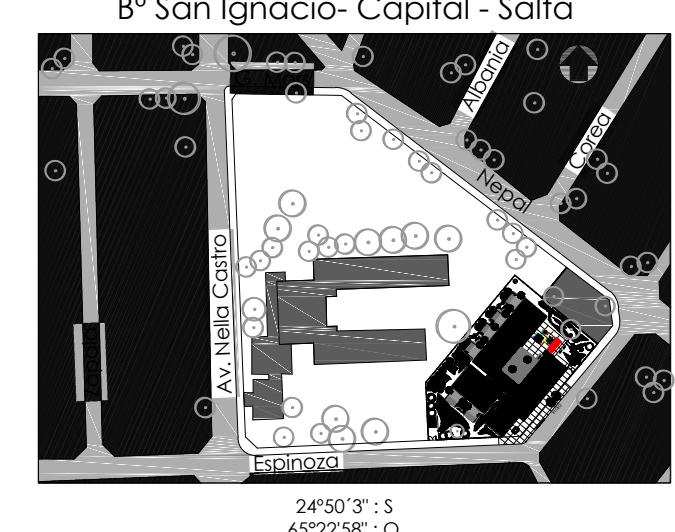 Bº San Ignacio- Capital - Salta
Albania
Corea
Nepal
Av. Nella Castro
Zapala
Espinoza
24°50´3" : S
65°22'58" : O